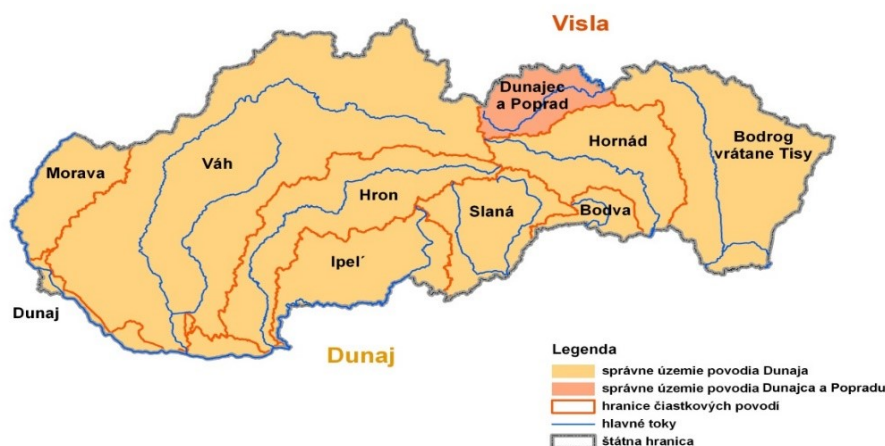 Visla
Dunajec
a Poprad
Hornád
Bodrog
vrátane Tisy
Morava
Váh
Hron
Slaná
Bodva
Ipeľ
Dunaj
Dunaj
Legenda
správne územie povodia Dunaja
správne územie povodia Dunajca a Popradu
hranice čiastkových povodí
hlavné toky
štátna hranica